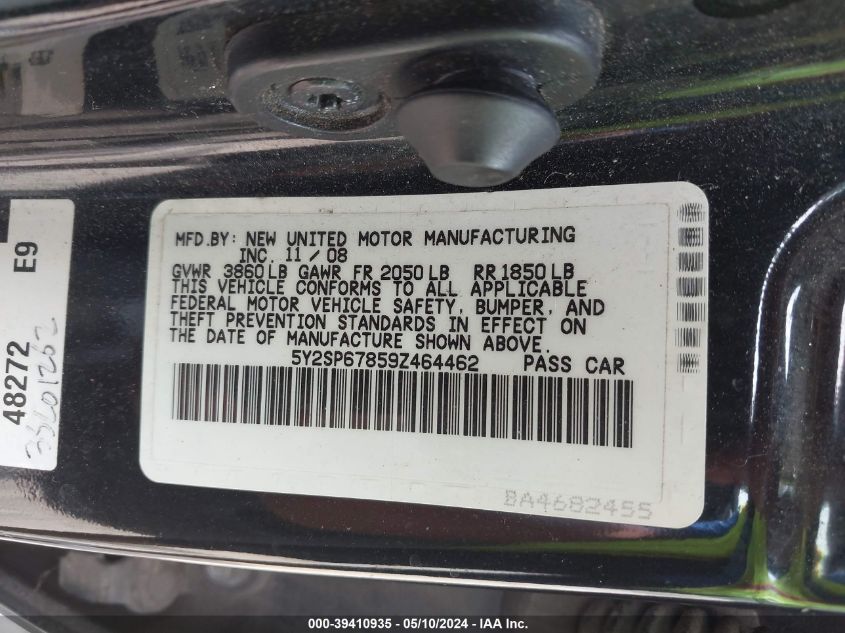 MFD.BY: NEW UNITED MOTOR MANUFACTURING
INC. 11 / 08
GVWR 3860 LB GAWR FR 2050 LB RR 1850 LB
THIS VEHICLE CONFORMS TO ALL APPLICABLE
FEDERAL MOTOR VEHICLE SAFETY, BUMPER, AND
THEFT PREVENTION STANDARDS IN EFFECT ON
THE DATE OF MANUFACTURE SHOWN ABOVE.
5Y2SP67859Z464462 PASS CAR
BA4682455
48272 E9
000-39410935 - 05/10/2024 - IAA Inc.